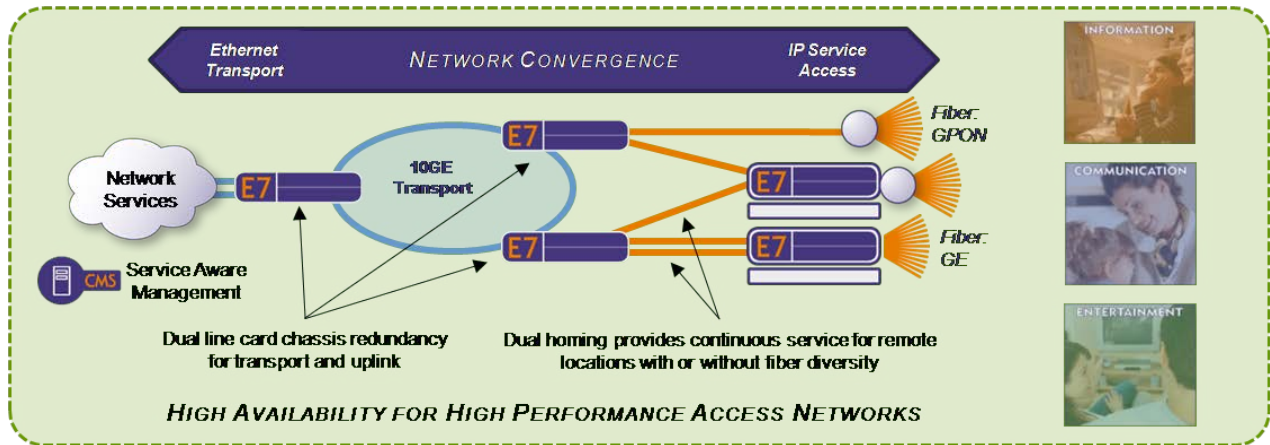 Ethernet
Transport
NETWORK CONVERGENCE
IP Service
Access
INFORMATION
Fiber:
GPON
E7
10GE
Transport
Network
Services
E7
E7
COMMUNICATION
E7
E7
Fiber:
GE
CMS
Service Aware
Management
ENTERTAINMENT
Dual line card chassis redundancy
for transport and uplink
Dual homing provides continuous service for remote
locations with or without fiber diversity
HIGH AVAILABILITY FOR HIGH PERFORMANCE ACCESS NETWORKS